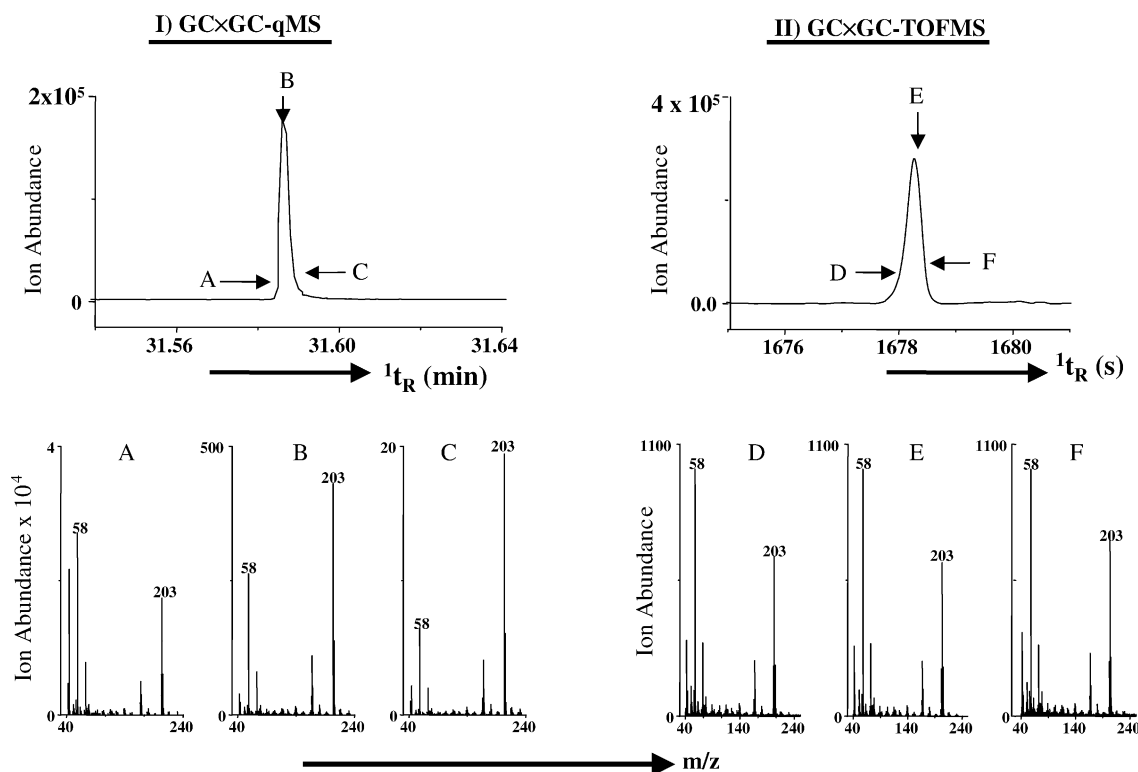 I) GC×GC-qMS
II) GC×GC-TOFMS
B
2x10⁵
Ion Abundance
A
C
0
31.56 31.60 31.64
¹tR (min)
E
4 x 10⁵
Ion Abundance
D
F
0.0
1676 1678 1680
¹tR (s)
4
A
Ion Abundance x 10⁴
58
203
0
40 240
500
B
203
58
0
40 240
20
C
203
58
0
40 240
1100
D
Ion Abundance
58
203
0
40 140 240
1100
E
58
203
0
40 140 240
1100
F
58
203
0
40 140 240
m/z